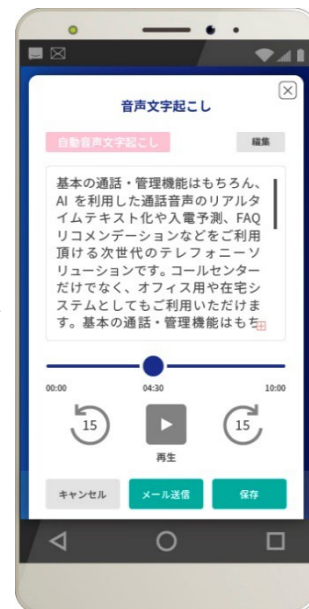 音声文字起こし
自動音声文字起こし
編集
基本の通話・管理機能はもちろん、
AI を利用した通話音声のリアルタ
イムテキスト化や入電予測、FAQ
リコメンデーションなどをご利用
頂ける次世代のテレフォニーソ
リューションです。コールセンター
だけでなく、オフィス用や在宅シ
ステムとしてもご利用いただけま
す。基本の通話・管理機能はもち
00:00
04:30
10:00
15
15
再生
キャンセル
メール送信
保存